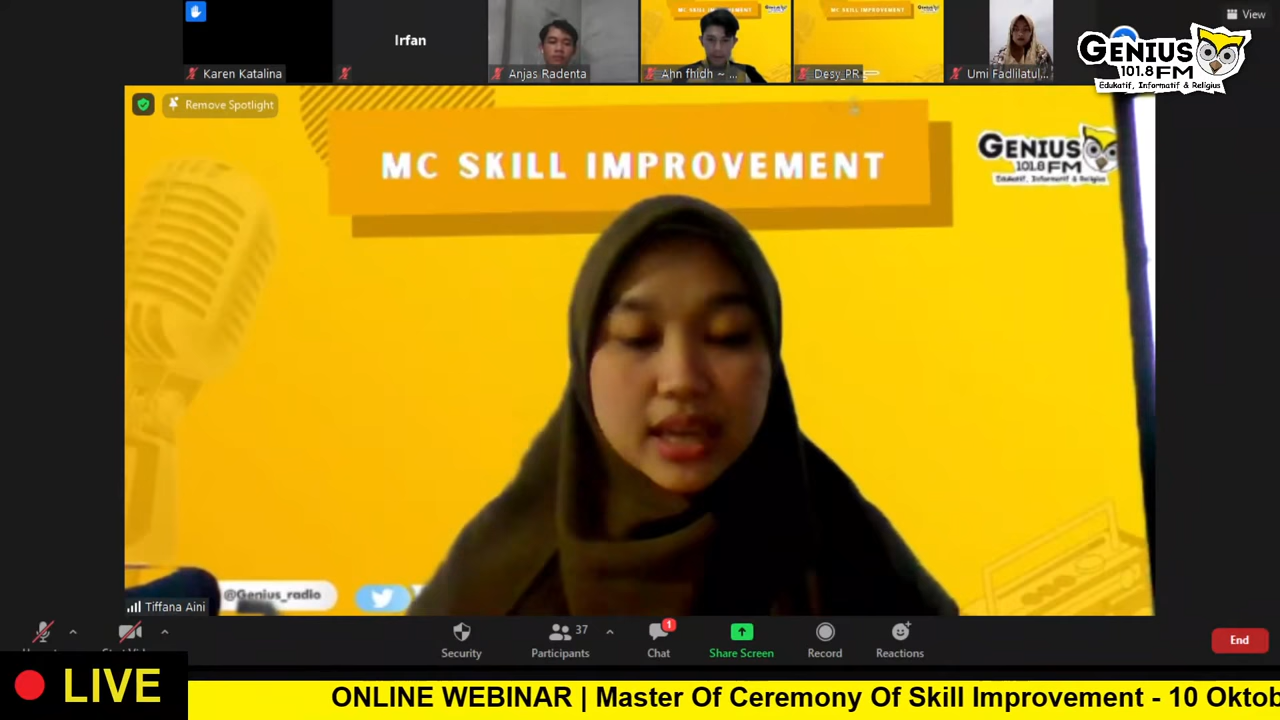 Karen Katalina
Irfan
Anjas Radenta
Ahn fhidh ~ ...
Desy_PR
Umi Fadlilatul...
View
GENIUS
101.8 FM
Edukatif, Informatif & Religius
Remove Spotlight
MC SKILL IMPROVEMENT
GENIUS
101.8 FM
Edukatif, Informatif & Religius
@Genius_radio
Tiffana Aini
Security
Participants
37
Chat
1
Share Screen
Record
Reactions
End
LIVE
ONLINE WEBINAR | Master Of Ceremony Of Skill Improvement - 10 Oktob